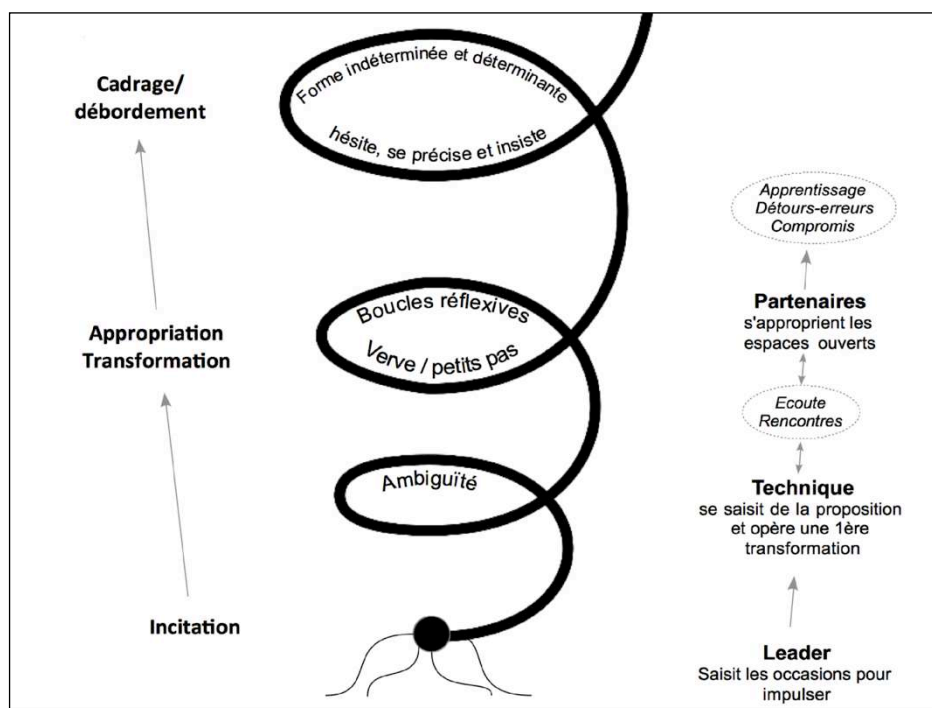 Cadrage/
débordement
Appropriation
Transformation
Incitation
Forme indéterminée et déterminante
hésite, se précise et insiste
Boucles réflexives
Verve / petits pas
Ambiguïté
Apprentissage
Détours-erreurs
Compromis
Partenaires
s'approprient les
espaces ouverts
Ecoute
Rencontres
Technique
se saisit de la proposition
et opère une 1ère
transformation
Leader
Saisit les occasions pour
impulser